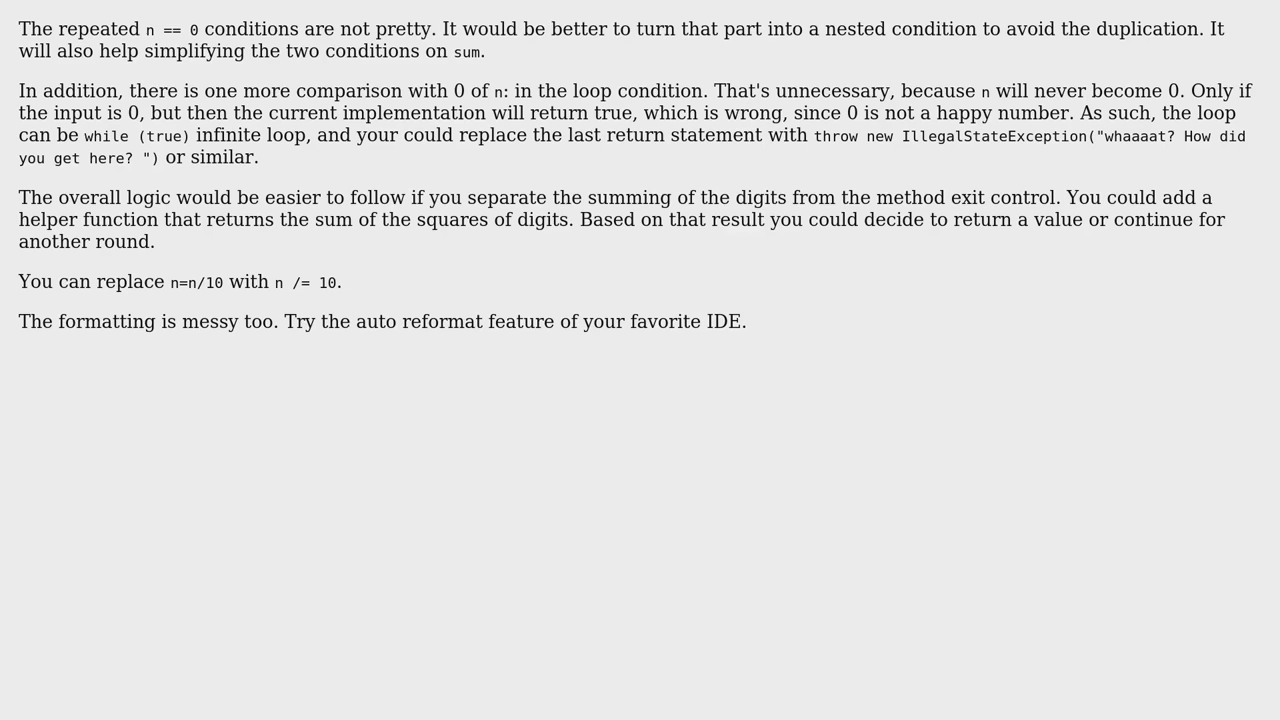 The repeated n == 0 conditions are not pretty. It would be better to turn that part into a nested condition to avoid the duplication. It
will also help simplifying the two conditions on sum.
In addition, there is one more comparison with 0 of n: in the loop condition. That's unnecessary, because n will never become 0. Only if
the input is 0, but then the current implementation will return true, which is wrong, since 0 is not a happy number. As such, the loop
can be while (true) infinite loop, and your could replace the last return statement with throw new IllegalStateException("whaaaat? How did
you get here? ") or similar.
The overall logic would be easier to follow if you separate the summing of the digits from the method exit control. You could add a
helper function that returns the sum of the squares of digits. Based on that result you could decide to return a value or continue for
another round.
You can replace n=n/10 with n /= 10.
The formatting is messy too. Try the auto reformat feature of your favorite IDE.